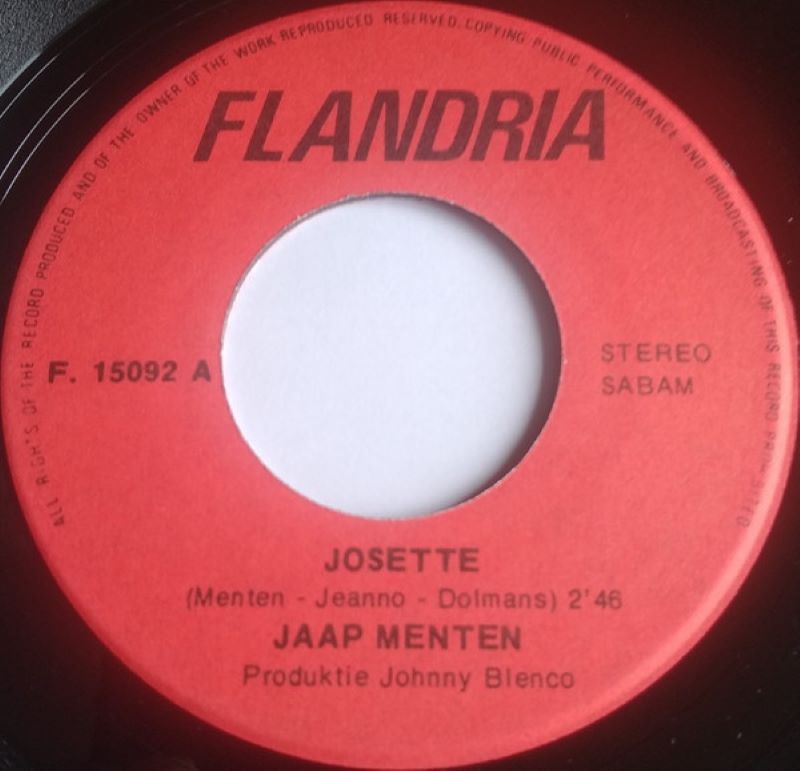 ALL RIGHTS OF THE RECORD PRODUCED AND OF THE OWNER OF THE WORK REPRODUCED RESERVED. COPYING PUBLIC PERFORMANCE AND BROADCASTING OF THIS RECORD PROHIBITED
FLANDRIA
F. 15092 A
STEREO
SABAM
JOSETTE
(Menten - Jeanno - Dolmans) 2'46
JAAP MENTEN
Produktie Johnny Blenco